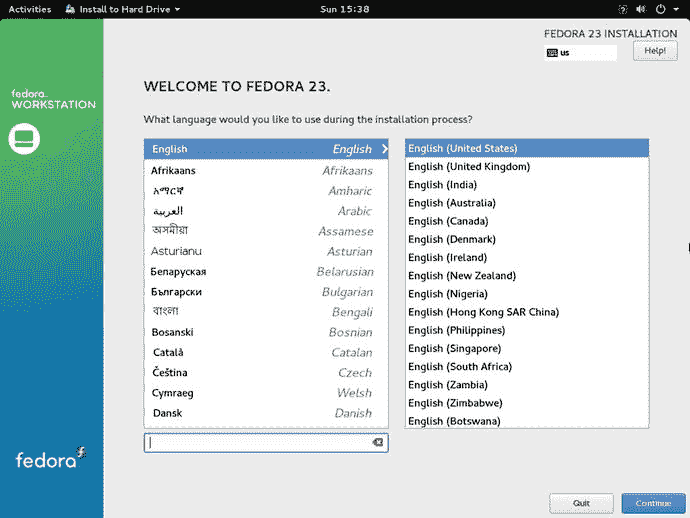 Activities Install to Hard Drive Sun 15:38
FEDORA 23 INSTALLATION
us Help!
fedora
WORKSTATION
WELCOME TO FEDORA 23.
What language would you like to use during the installation process?
English English
Afrikaans Afrikaans
አማርኛ Amharic
العربية Arabic
অসমীয়া Assamese
Asturianu Asturian
Беларуская Belarusian
Български Bulgarian
বাংলা Bengali
Bosanski Bosnian
Català Catalan
Čeština Czech
Cymraeg Welsh
Dansk Danish
English (United States)
English (United Kingdom)
English (India)
English (Australia)
English (Canada)
English (Denmark)
English (Ireland)
English (New Zealand)
English (Nigeria)
English (Hong Kong SAR China)
English (Philippines)
English (Singapore)
English (South Africa)
English (Zambia)
English (Zimbabwe)
English (Botswana)
fedora
Quit Continue